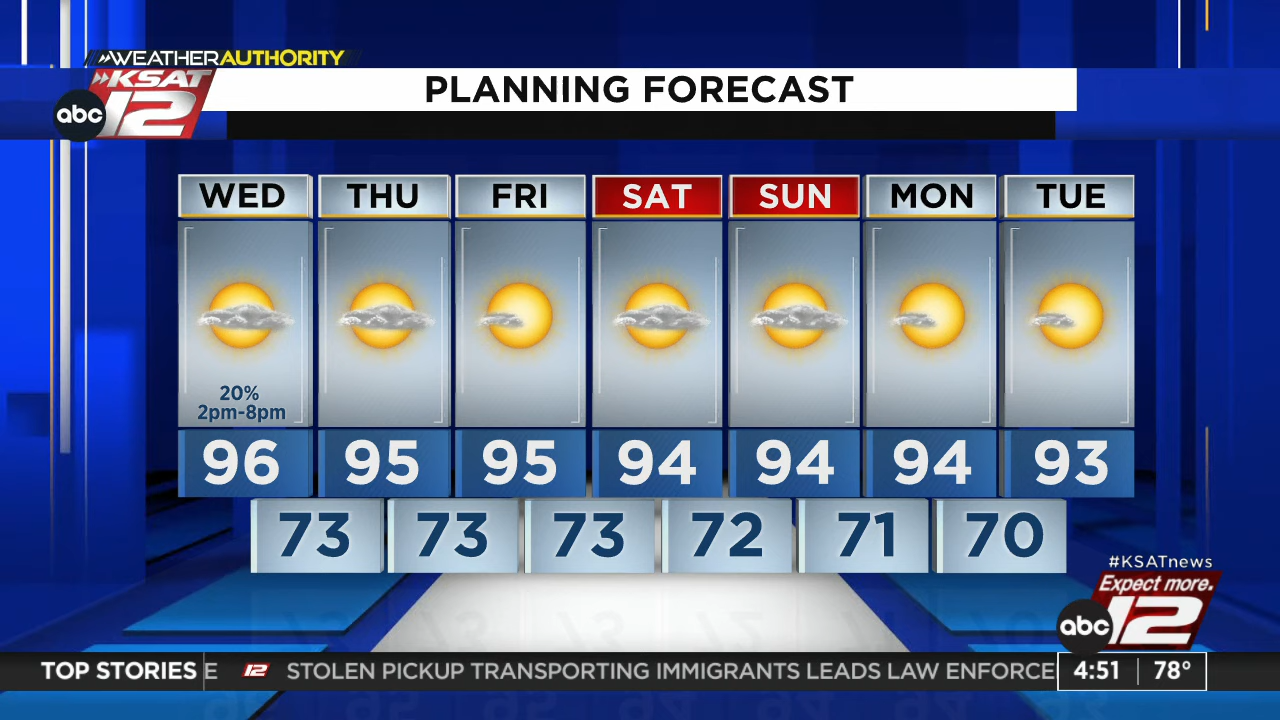 WEATHERAUTHORITY
KSAT
abc 12
PLANNING FORECAST
WED THU FRI SAT SUN MON TUE
20%
2pm-8pm
96 95 95 94 94 94 93
73 73 73 72 71 70
#KSATnews
Expect more.
abc 12
TOP STORIES E 12 STOLEN PICKUP TRANSPORTING IMMIGRANTS LEADS LAW ENFORCE 4:51 78°